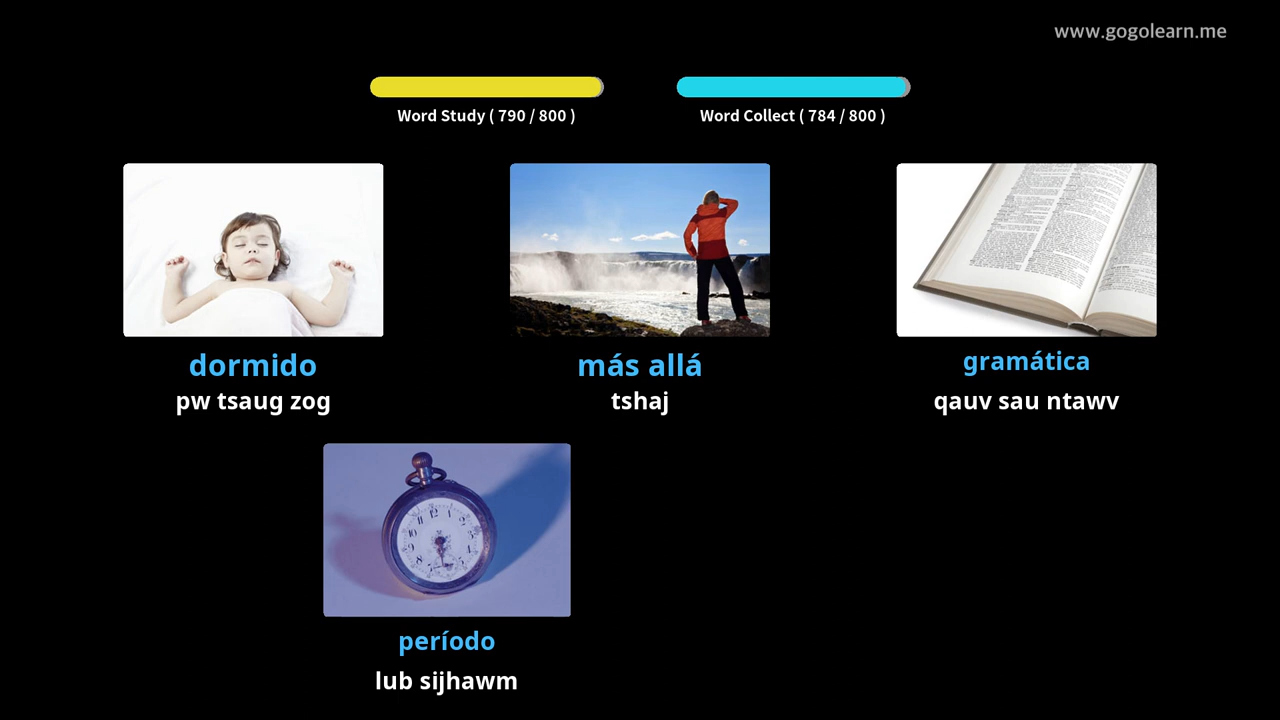 www.gogolearn.me
Word Study ( 790 / 800 )
Word Collect ( 784 / 800 )
dormido
pw tsaug zog
más allá
tshaj
gramática
qauv sau ntawv
período
lub sijhawm